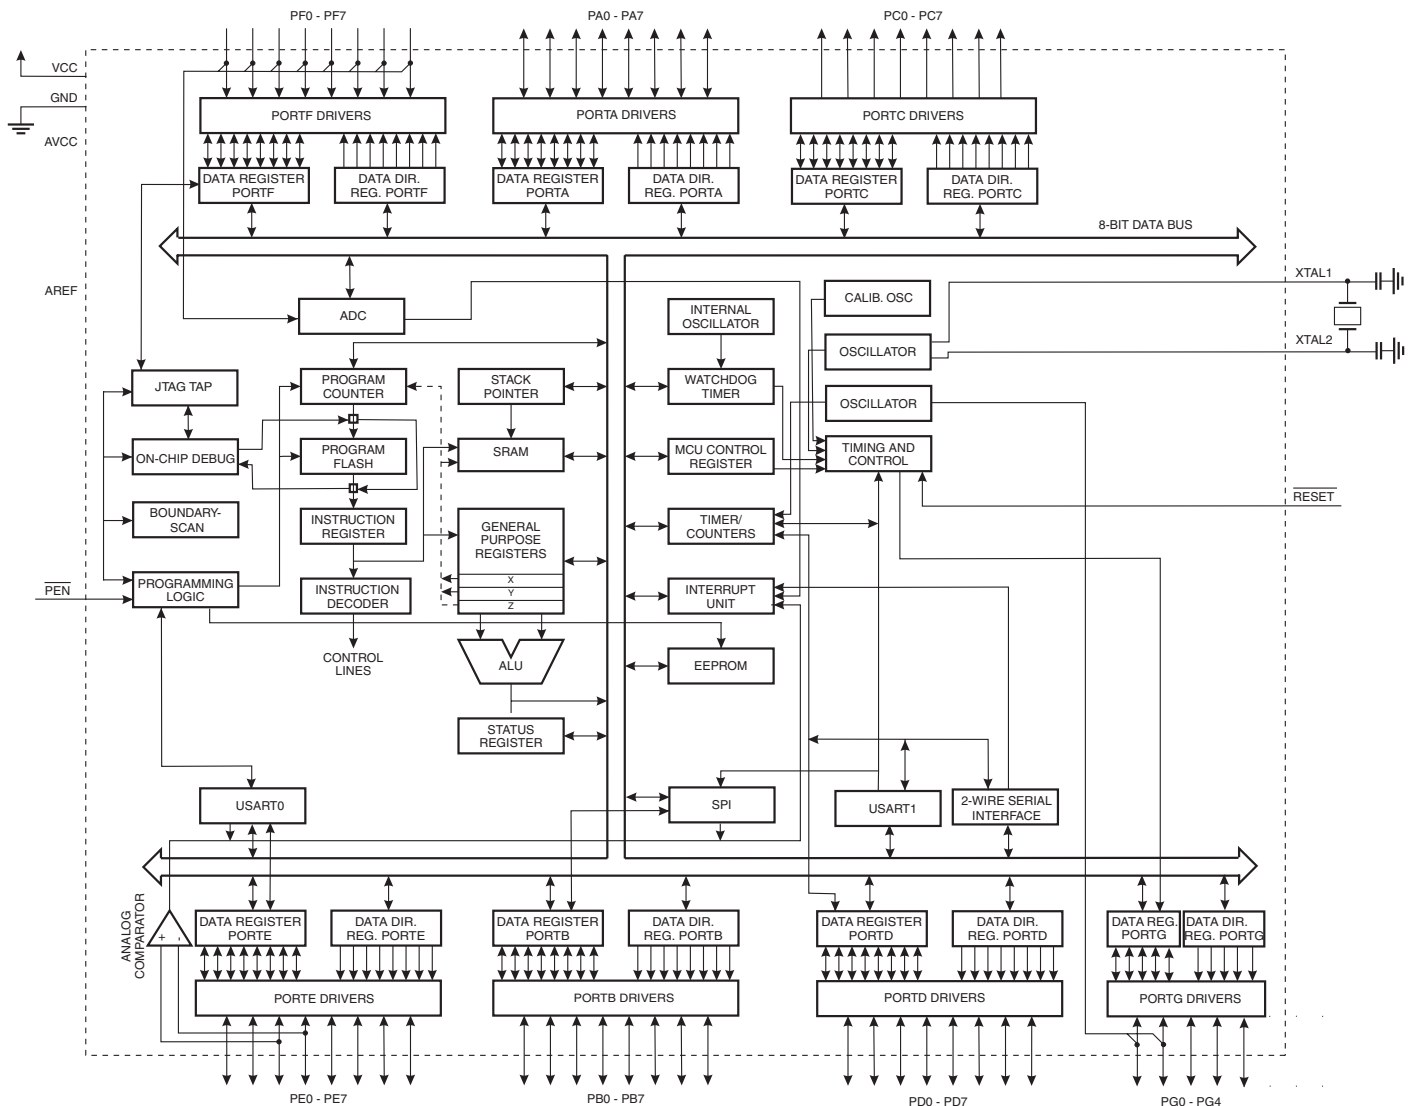 PF0 - PF7
PA0 - PA7
PC0 - PC7
VCC
GND
AVCC
PORTF DRIVERS
PORTA DRIVERS
PORTC DRIVERS
DATA REGISTER
PORTF
DATA DIR.
REG. PORTF
DATA REGISTER
PORTA
DATA DIR.
REG. PORTA
DATA REGISTER
PORTC
DATA DIR.
REG. PORTC
8-BIT DATA BUS
AREF
XTAL1
XTAL2
ADC
INTERNAL
OSCILLATOR
CALIB. OSC
OSCILLATOR
JTAG TAP
PROGRAM
COUNTER
STACK
POINTER
WATCHDOG
TIMER
OSCILLATOR
ON-CHIP DEBUG
PROGRAM
FLASH
SRAM
MCU CONTROL
REGISTER
TIMING AND
CONTROL
BOUNDARY-
SCAN
INSTRUCTION
REGISTER
GENERAL
PURPOSE
REGISTERS
X
Y
Z
TIMER/
COUNTERS
RESET
PEN
PROGRAMMING
LOGIC
INSTRUCTION
DECODER
INTERRUPT
UNIT
CONTROL
LINES
ALU
EEPROM
STATUS
REGISTER
USART0
SPI
USART1
2-WIRE SERIAL
INTERFACE
ANALOG
COMPARATOR
+
-
DATA REGISTER
PORTE
DATA DIR.
REG. PORTE
DATA REGISTER
PORTB
DATA DIR.
REG. PORTB
DATA REGISTER
PORTD
DATA DIR.
REG. PORTD
DATA REG.
PORTG
DATA DIR.
REG. PORTG
PORTE DRIVERS
PORTB DRIVERS
PORTD DRIVERS
PORTG DRIVERS
PE0 - PE7
PB0 - PB7
PD0 - PD7
PG0 - PG4